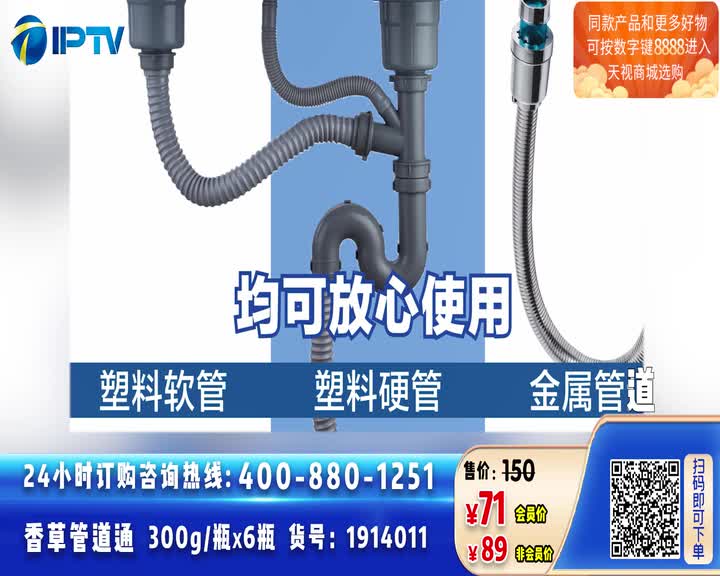 IPTV
同款产品和更多好物
可按数字键8888进入
天视商城选购
均可放心使用
塑料软管
塑料硬管
金属管道
24小时订购咨询热线:400-880-1251
香草管道通 300g/瓶x6瓶 货号:1914011
售价:150
¥71 会员价
¥89 非会员价
扫码即可下单